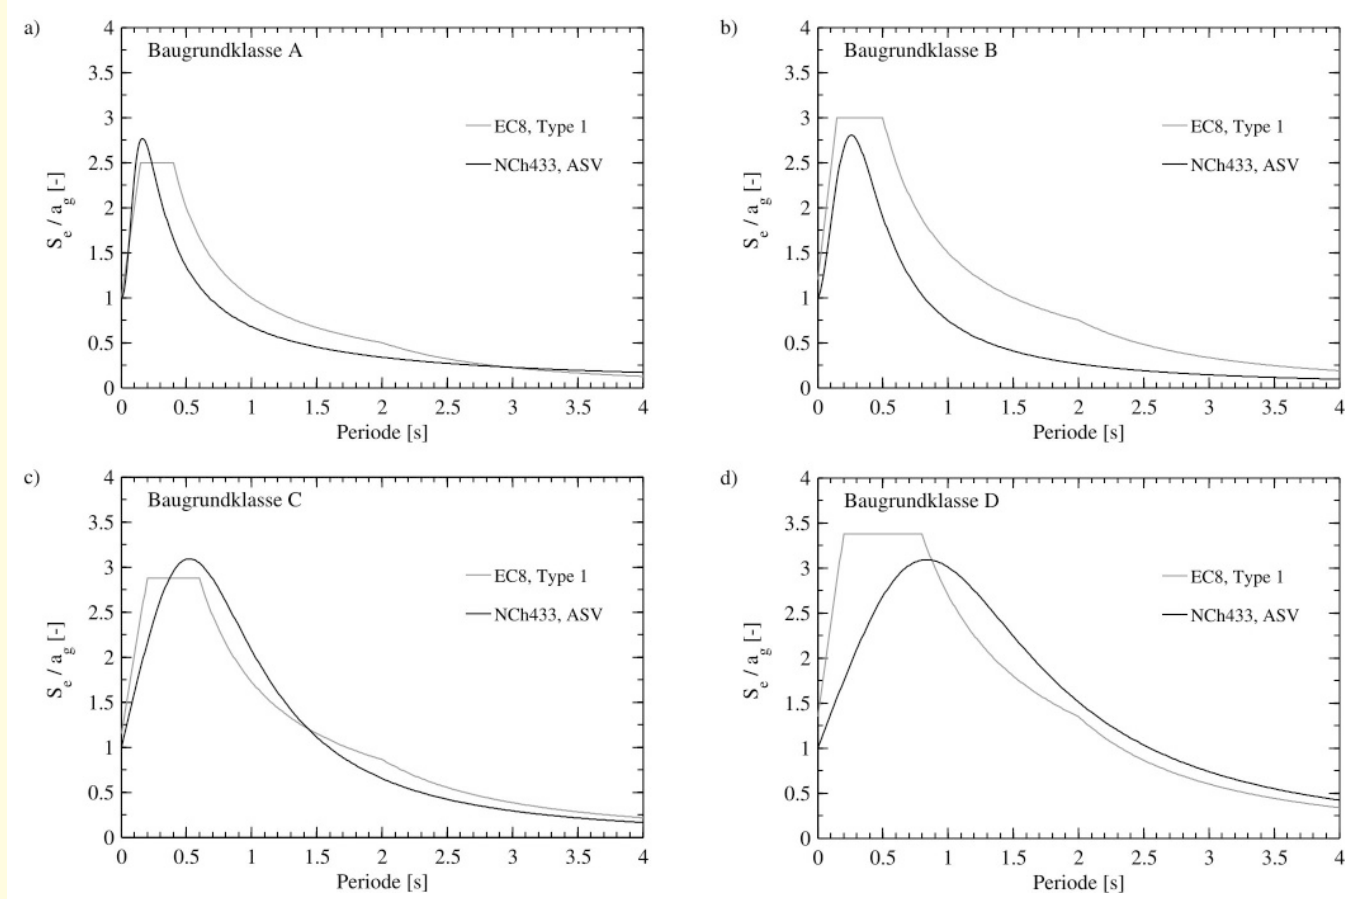 a)
Baugrundklasse A
EC8, Type 1
NCh433, ASV
S_e / a_g [-]
4
3.5
3
2.5
2
1.5
1
0.5
0
0 0.5 1 1.5 2 2.5 3 3.5 4
Periode [s]
b)
Baugrundklasse B
EC8, Type 1
NCh433, ASV
S_e / a_g [-]
4
3.5
3
2.5
2
1.5
1
0.5
0
0 0.5 1 1.5 2 2.5 3 3.5 4
Periode [s]
c)
Baugrundklasse C
EC8, Type 1
NCh433, ASV
S_e / a_g [-]
4
3.5
3
2.5
2
1.5
1
0.5
0
0 0.5 1 1.5 2 2.5 3 3.5 4
Periode [s]
d)
Baugrundklasse D
EC8, Type 1
NCh433, ASV
S_e / a_g [-]
4
3.5
3
2.5
2
1.5
1
0.5
0
0 0.5 1 1.5 2 2.5 3 3.5 4
Periode [s]